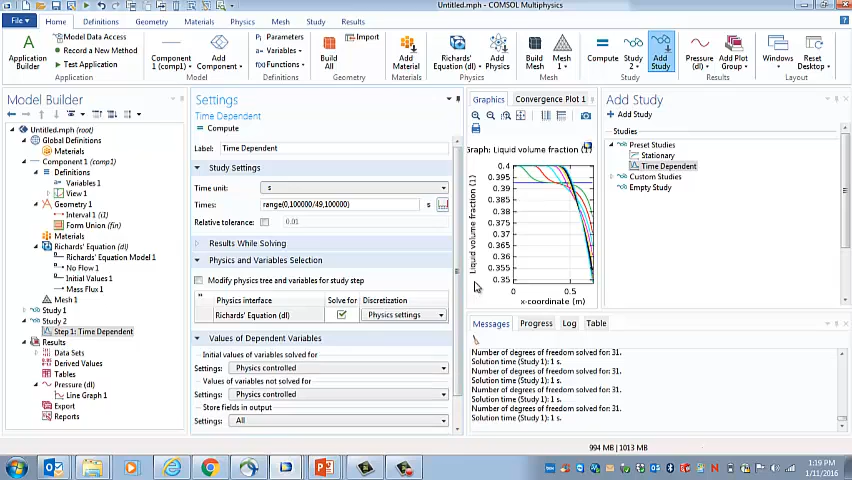 Untitled.mph - COMSOL Multiphysics
File
Home
Definitions
Geometry
Materials
Physics
Mesh
Study
Results
Application Builder
Model Data Access
Record a New Method
Test Application
Application
Component 1 (comp1)
Add Component
Model
Parameters
Variables
Functions
Definitions
Import
Build All
Geometry
Add Material
Materials
Richards' Equation (dl)
Add Physics
Physics
Build Mesh
Mesh 1
Mesh
Compute
Study 2
Add Study
Study
Pressure (dl)
Add Plot Group
Results
Windows
Reset Desktop
Layout
Model Builder
Untitled.mph (root)
Global Definitions
Materials
Component 1 (comp1)
Definitions
Variables 1
View 1
Geometry 1
Interval 1 (i1)
Form Union (fin)
Materials
Richards' Equation (dl)
Richards' Equation Model 1
No Flow 1
Initial Values 1
Mass Flux 1
Mesh 1
Study 1
Study 2
Step 1: Time Dependent
Results
Data Sets
Derived Values
Tables
Pressure (dl)
Line Graph 1
Export
Reports
Settings
Time Dependent
Compute
Label: Time Dependent
Study Settings
Time unit: s
Times: range(0,100000/49,100000) s
Relative tolerance: 0.01
Results While Solving
Physics and Variables Selection
Modify physics tree and variables for study step
Physics interface Solve for Discretization
Richards' Equation (dl) Physics settings
Values of Dependent Variables
Initial values of variables solved for
Settings: Physics controlled
Values of variables not solved for
Settings: Physics controlled
Store fields in output
Settings: All
Graphics
Convergence Plot 1
Graph: Liquid volume fraction (1)
Liquid volume fraction (1)
0.4
0.395
0.39
0.385
0.38
0.375
0.37
0.365
0.36
0.355
0.35
0 0.5
x-coordinate (m)
Messages Progress Log Table
Number of degrees of freedom solved for: 31.
Solution time (Study 1): 1 s.
Number of degrees of freedom solved for: 31.
Solution time (Study 1): 1 s.
Number of degrees of freedom solved for: 31.
Solution time (Study 1): 1 s.
Number of degrees of freedom solved for: 31.
Solution time (Study 1): 1 s.
Add Study
Add Study
Studies
Preset Studies
Stationary
Time Dependent
Custom Studies
Empty Study
994 MB | 1013 MB
1:19 PM
1/11/2016